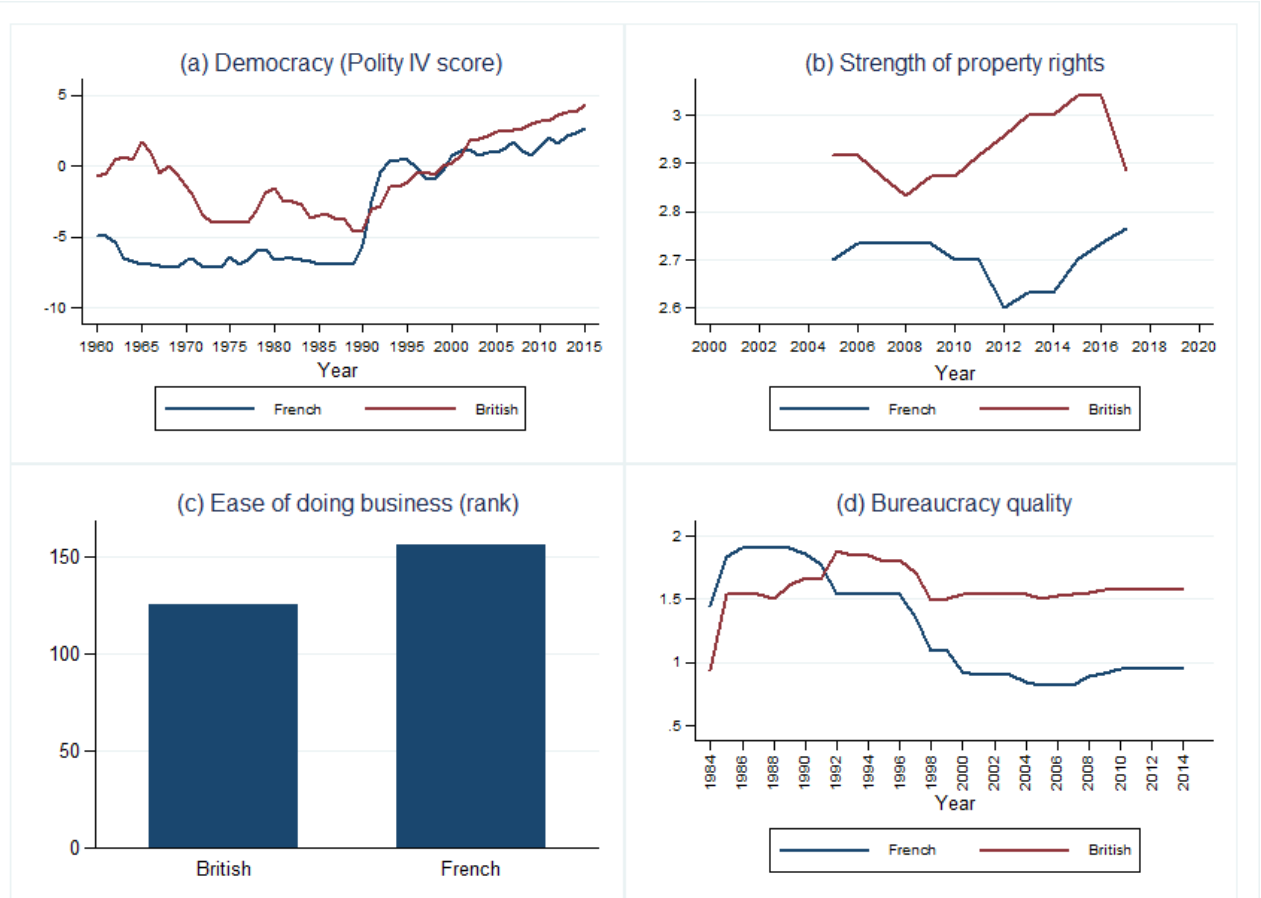 (a) Democracy (Polity IV score)
5
0
-5
-10
1960 1965 1970 1975 1980 1985 1990 1995 2000 2005 2010 2015
Year
French British
(b) Strength of property rights
3
2.9
2.8
2.7
2.6
2000 2002 2004 2006 2008 2010 2012 2014 2016 2018 2020
Year
French British
(c) Ease of doing business (rank)
150
100
50
0
British French
(d) Bureaucracy quality
2
1.5
1
.5
1984 1986 1988 1990 1992 1994 1996 1998 2000 2002 2004 2006 2008 2010 2012 2014
Year
French British